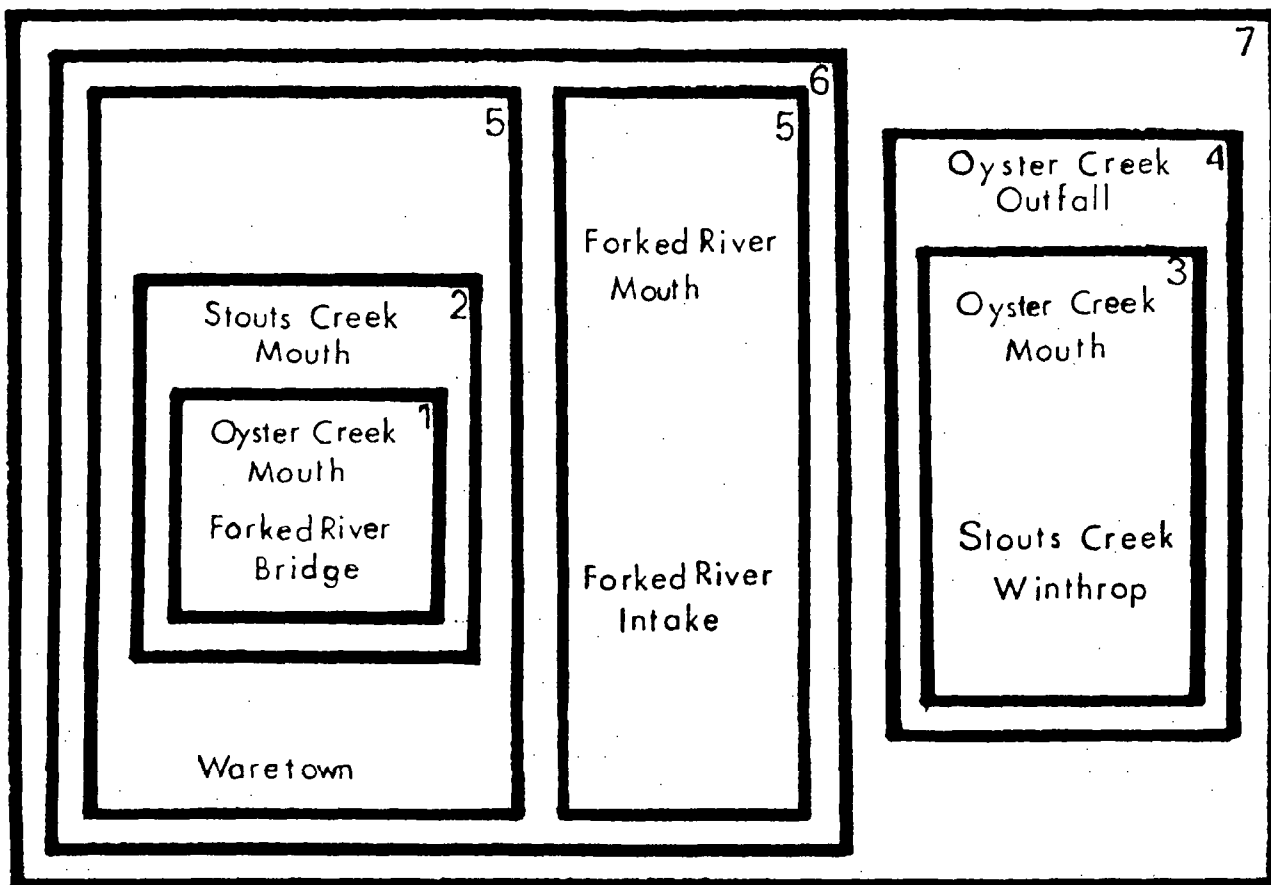 7
6
5
5
Oyster Creek
Outfall
4
Forked River
Mouth
Oyster Creek
Mouth
3
Stouts Creek
Mouth
2
Oyster Creek
Mouth
1
Forked River
Bridge
Forked River
Intake
Stouts Creek
Winthrop
Waretown